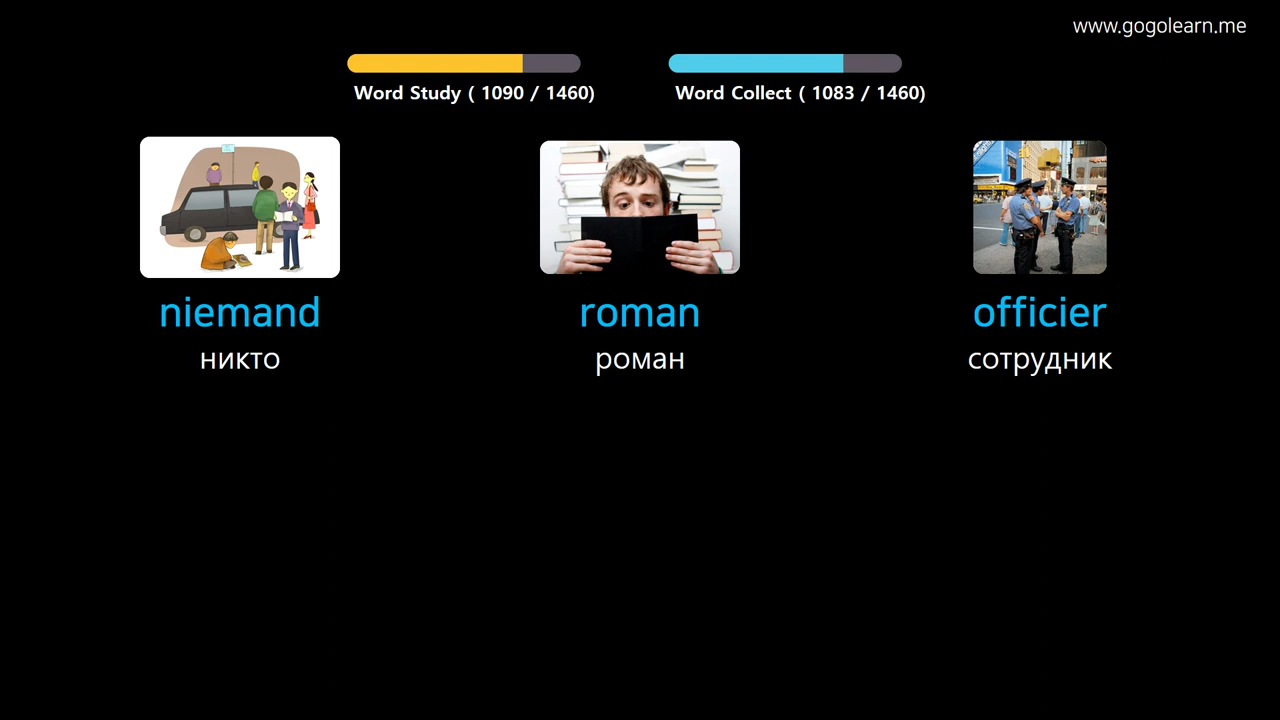 www.gogolearn.me
Word Study ( 1090 / 1460)
Word Collect ( 1083 / 1460)
niemand
roman
officier
никто
роман
сотрудник